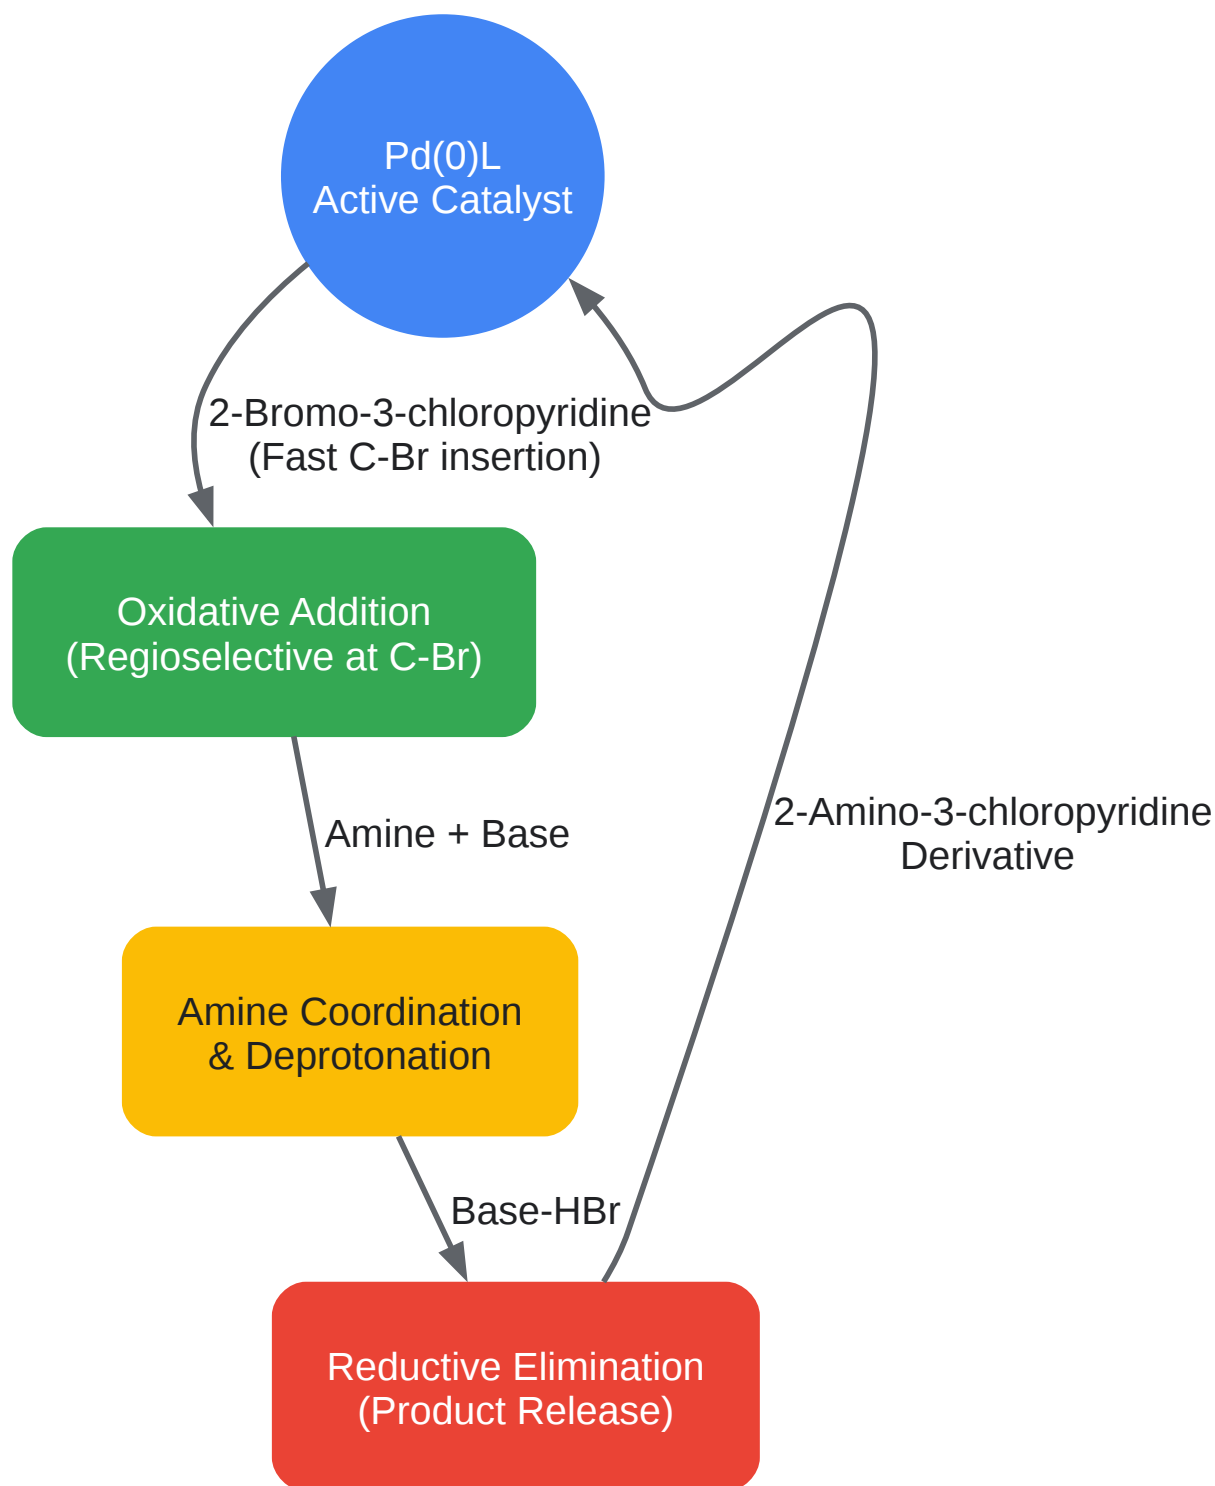 Pd(0)L
Active Catalyst
2-Bromo-3-chloropyridine
(Fast C-Br insertion)
Oxidative Addition
(Regioselective at C-Br)
Amine + Base
2-Amino-3-chloropyridine
Derivative
Amine Coordination
& Deprotonation
Base-HBr
Reductive Elimination
(Product Release)